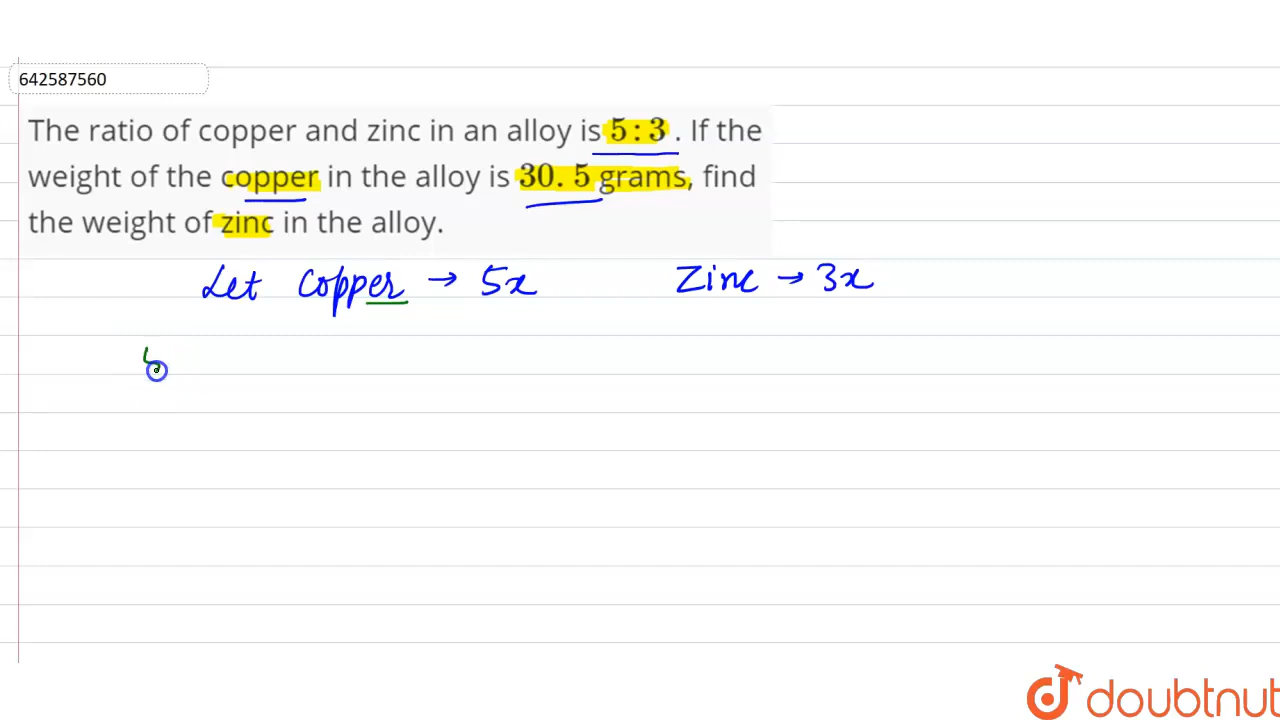 642587560
The ratio of copper and zinc in an alloy is 5 : 3 . If the
weight of the copper in the alloy is 30. 5 grams, find
the weight of zinc in the alloy.
Let Copper → 5x Zinc → 3x
doubtnut